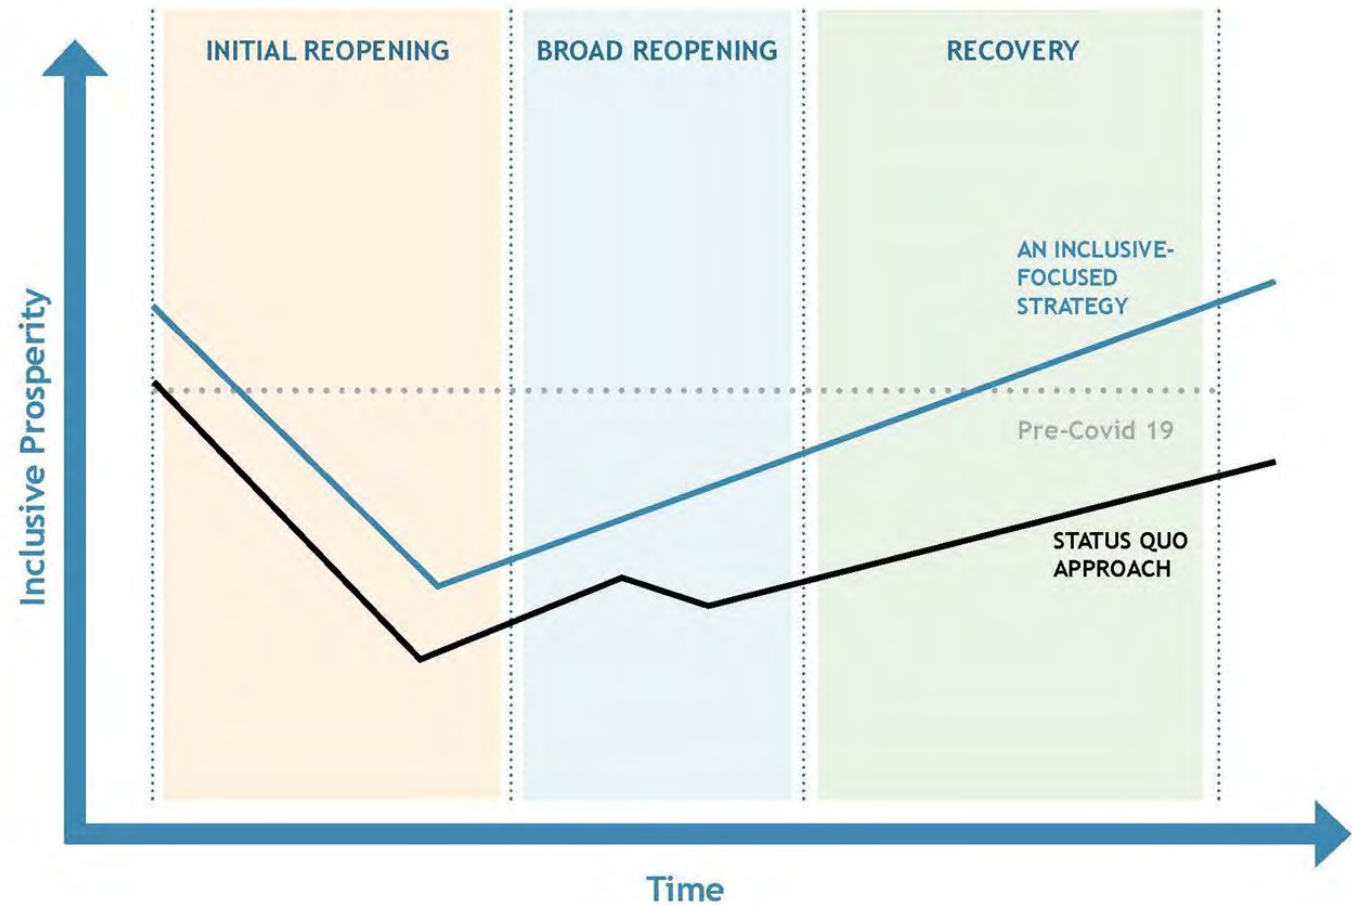 INITIAL REOPENING
BROAD REOPENING
RECOVERY
AN INCLUSIVE-
FOCUSED
STRATEGY
Pre-Covid 19
STATUS QUO
APPROACH
Inclusive Prosperity
Time